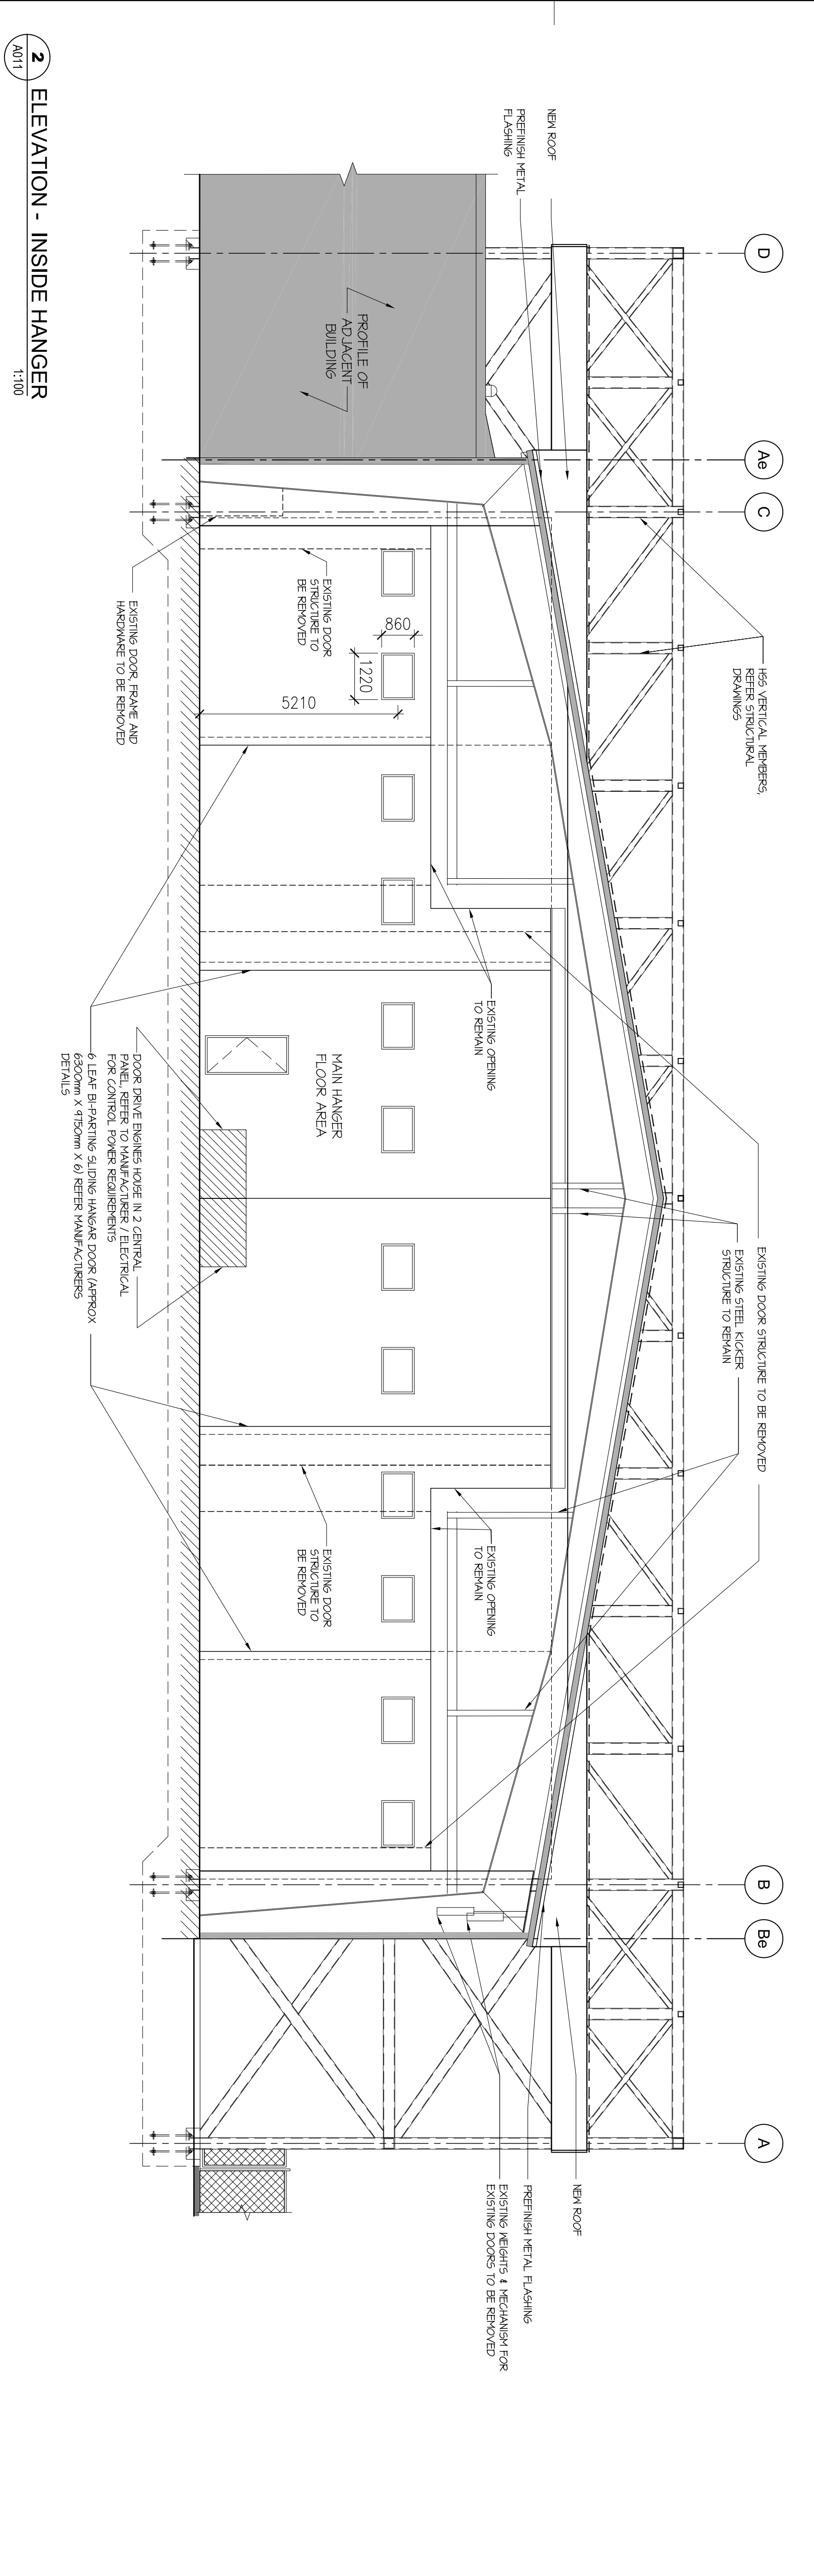 D
Ae
C
B
Be
A
NEW ROOF
PREFINISH METAL
FLASHING
HSS VERTICAL MEMBERS,
REFER STRUCTURAL
DRAWINGS
EXISTING DOOR STRUCTURE TO BE REMOVED
EXISTING STEEL KICKER
STRUCTURE TO REMAIN
NEW ROOF
PREFINISH METAL FLASHING
EXISTING WEIGHTS & MECHANISM FOR
EXISTING DOORS TO BE REMOVED
PROFILE OF
ADJACENT
BUILDING
EXISTING OPENING
TO REMAIN
EXISTING OPENING
TO REMAIN
860
1220
5210
EXISTING DOOR
STRUCTURE TO
BE REMOVED
MAIN HANGER
FLOOR AREA
EXISTING DOOR
STRUCTURE TO
BE REMOVED
EXISTING DOOR, FRAME AND
HARDWARE TO BE REMOVED
DOOR DRIVE ENGINES HOUSE IN 2 CENTRAL
PANEL, REFER TO MANUFACTURER / ELECTRICAL
FOR CONTROL POWER REQUIREMENTS
6 LEAF BI-PARTING SLIDING HANGAR DOOR (APPROX
6300mm X 9750mm X 6) REFER MANUFACTURERS
DETAILS
2
A011
ELEVATION - INSIDE HANGER
1:100